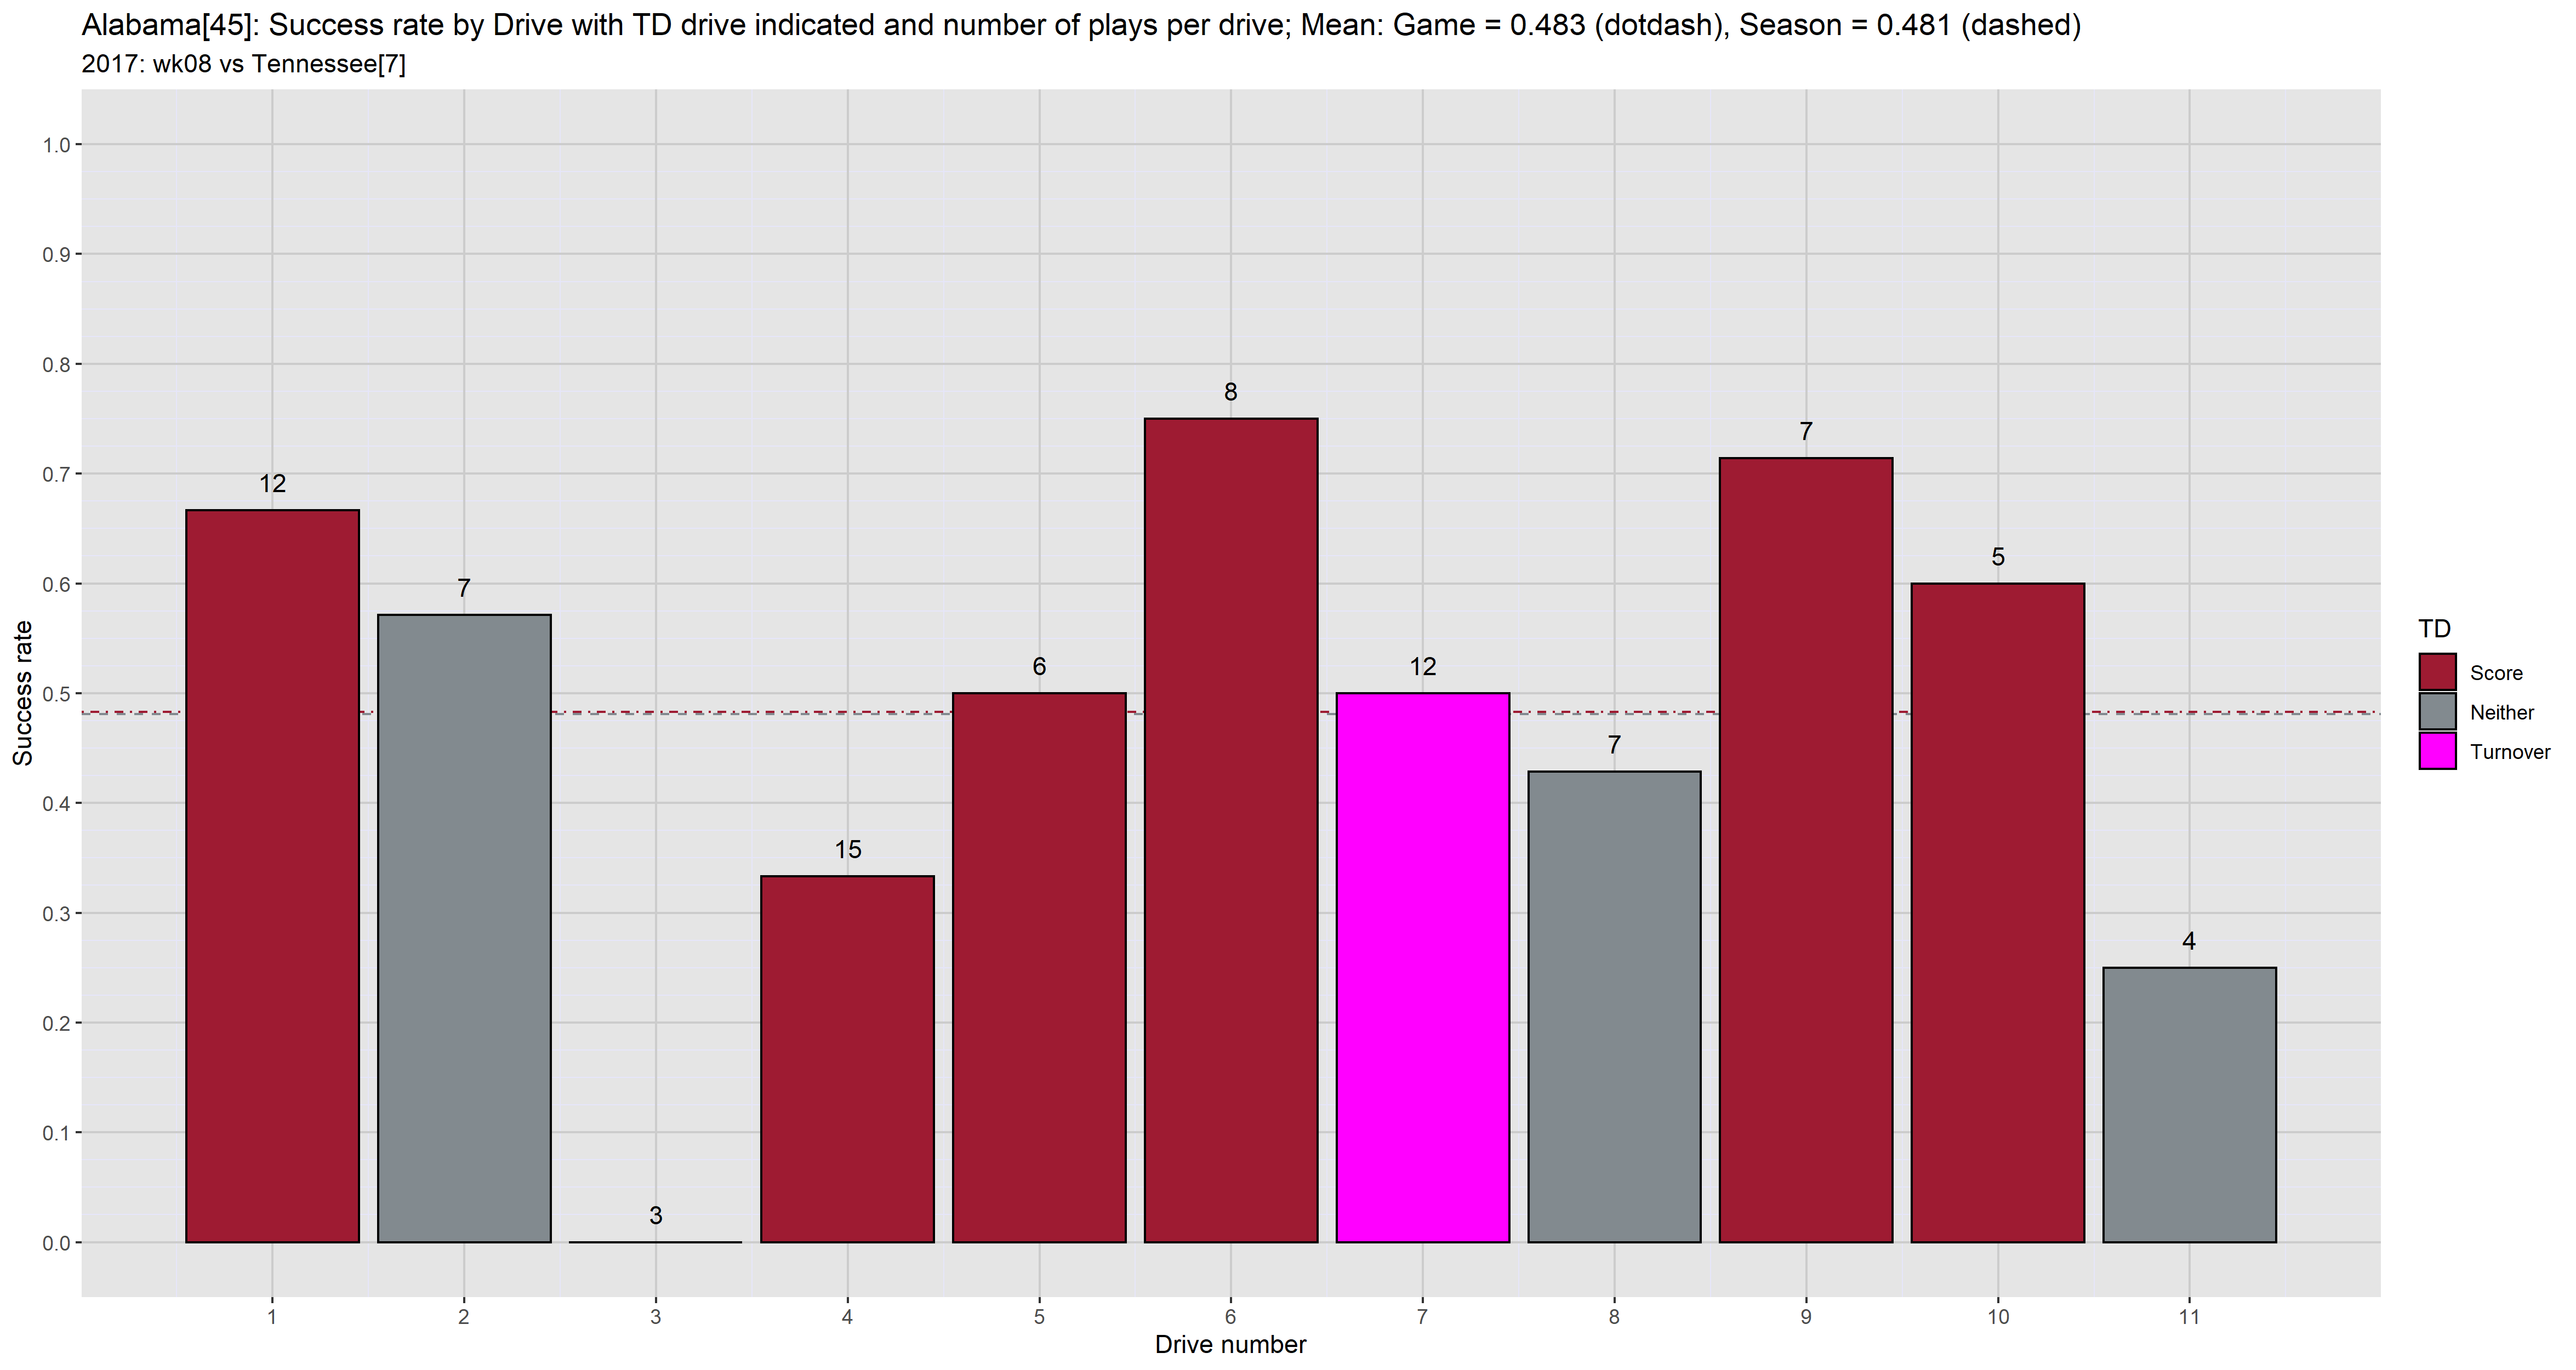 Alabama[45]: Success rate by Drive with TD drive indicated and number of plays per drive; Mean: Game = 0.483 (dotdash), Season = 0.481 (dashed)
2017: wk08 vs Tennessee[7]
Success rate
1.0
0.9
0.8
0.7
0.6
0.5
0.4
0.3
0.2
0.1
0.0
12
7
3
15
6
8
12
7
7
5
4
1 2 3 4 5 6 7 8 9 10 11
Drive number
TD
Score
Neither
Turnover